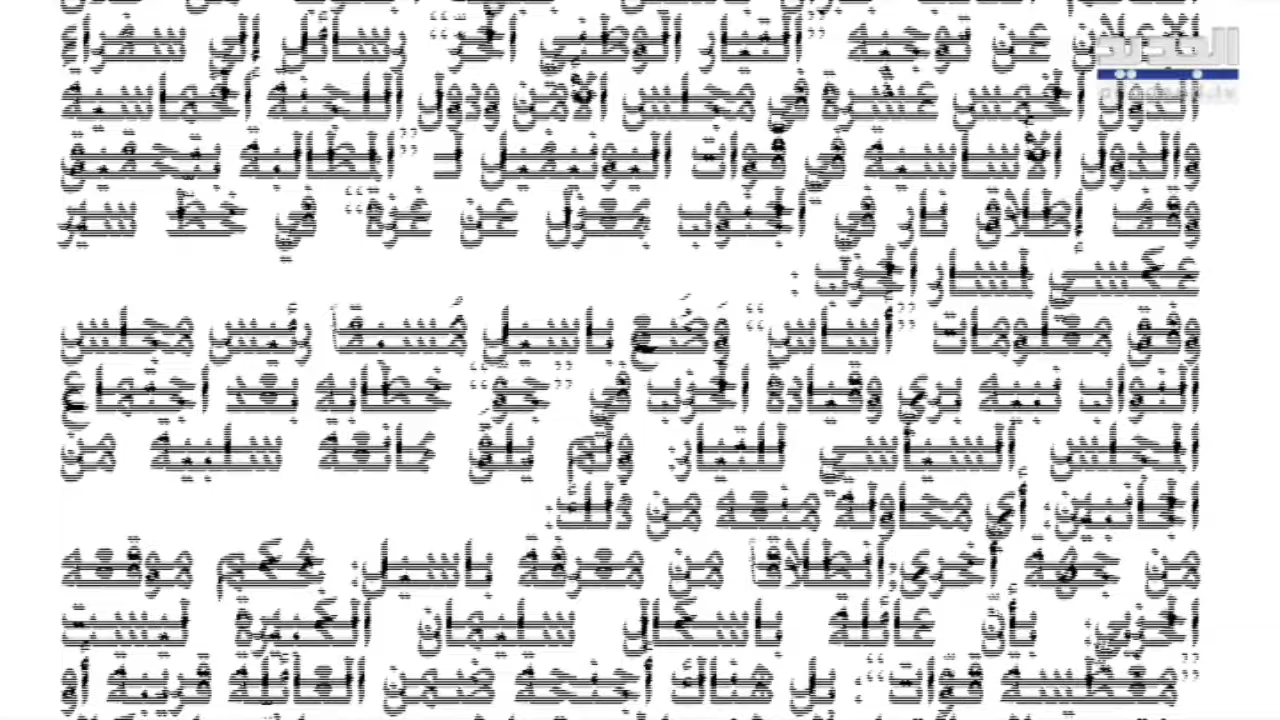 الإعلان عن توجيه "التيار الوطني الحر" رسائل إلى سفراء
الجديد
الدول الخمس عشرة في مجلس الأمن ودول اللجنة الخماسية
والدول الأساسية في قوات اليونيفيل لـ "المطالبة بتحقيق
وقف إطلاق نار في الجنوب بمعزل عن غزة" في خط سير
عكسي لمسار الحزب.
وفق معلومات "أساس" وضع باسيل مسبقاً رئيس مجلس
النواب نبيه بري وقيادة الحزب في "جو" خطابه بعد اجتماع
المجلس السياسي للتيار، ولم يلق ممانعة سلبية من
الجانبين، أي محاولة منعه من ذلك.
من جهة أخرى، انطلاقاً من معرفة باسيل، بحكم موقعه
الحزبي، بأن عائلة باسكال سليمان الكبيرة ليست
"مغطسة قوات"، بل هناك أجنحة ضمن العائلة قريبة أو